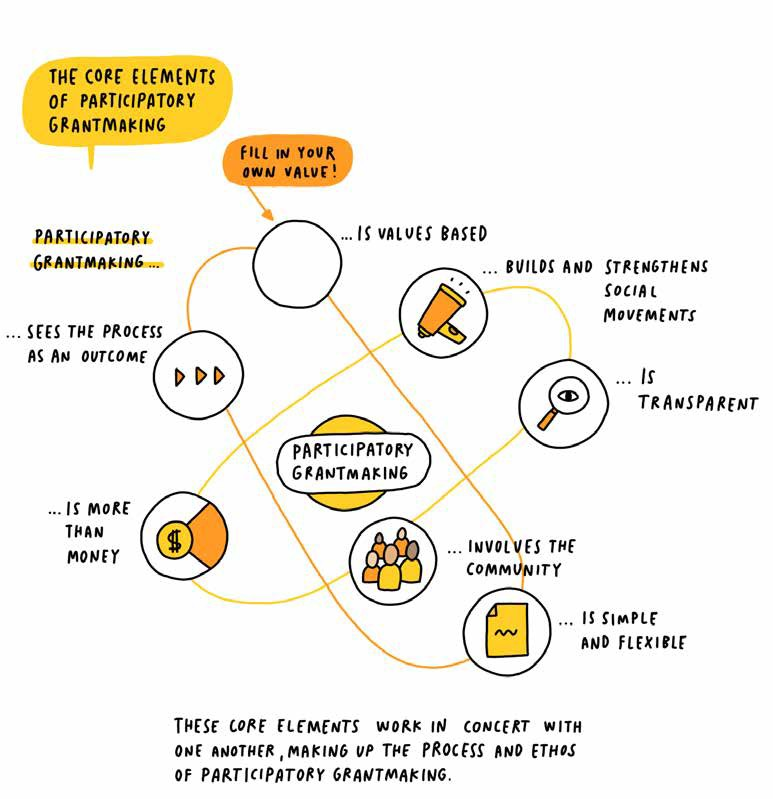 THE CORE ELEMENTS
OF PARTICIPATORY
GRANTMAKING
FILL IN YOUR
OWN VALUE!
PARTICIPATORY
GRANTMAKING...
... IS VALUES BASED
... BUILDS AND STRENGTHENS
SOCIAL
MOVEMENTS
... SEES THE PROCESS
AS AN OUTCOME
... IS
TRANSPARENT
PARTICIPATORY
GRANTMAKING
... IS MORE
THAN
MONEY
$
... INVOLVES THE
COMMUNITY
... IS SIMPLE
AND FLEXIBLE
THESE CORE ELEMENTS WORK IN CONCERT WITH
ONE ANOTHER, MAKING UP THE PROCESS AND ETHOS
OF PARTICIPATORY GRANTMAKING.